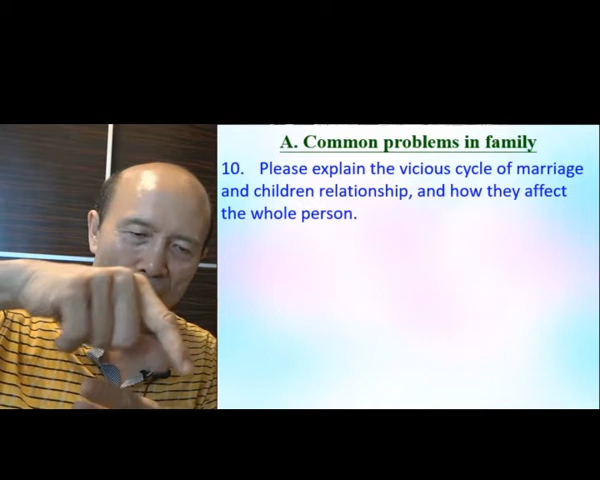 A. Common problems in family
10. Please explain the vicious cycle of marriage
and children relationship, and how they affect
the whole person.